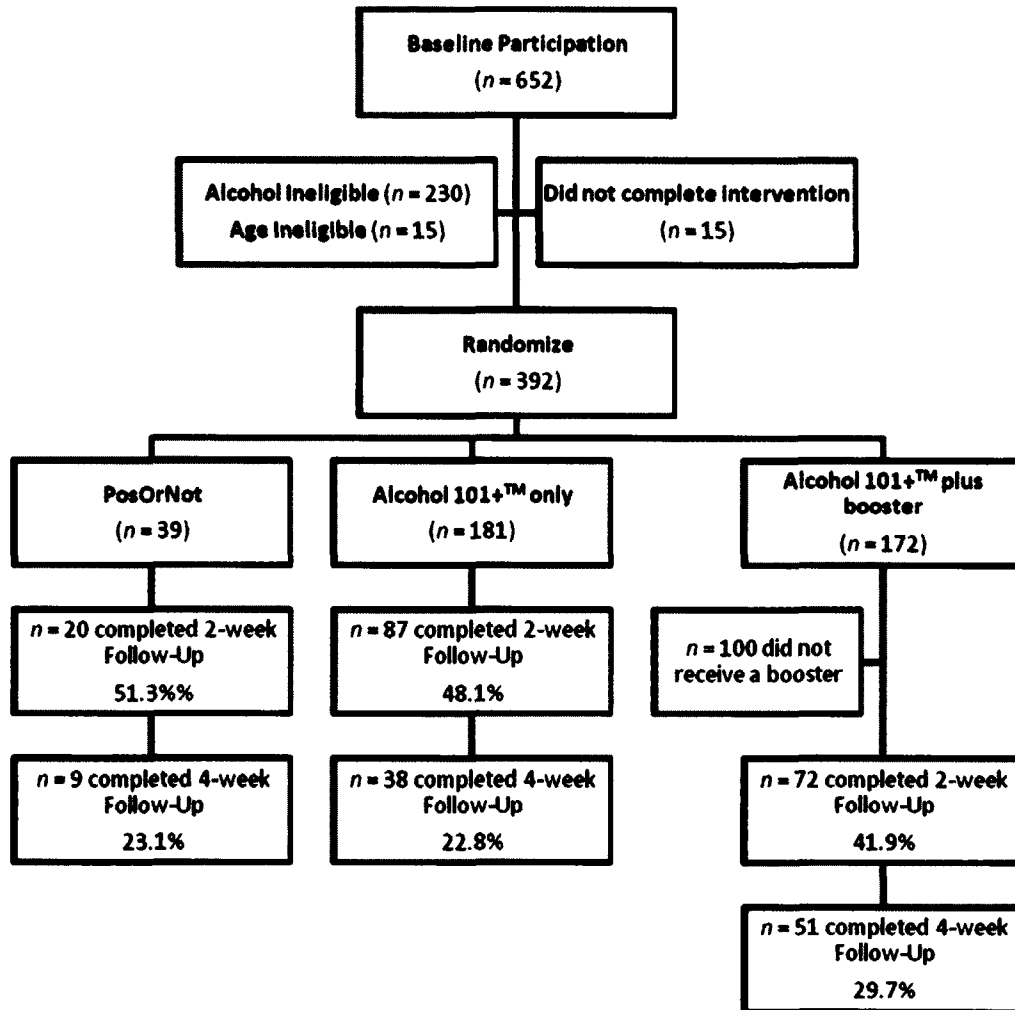 Baseline Participation
(n = 652)
Alcohol Ineligible (n = 230)
Age Ineligible (n = 15)
Did not complete intervention
(n = 15)
Randomize
(n = 392)
PosOrNot
(n = 39)
Alcohol 101+™ only
(n = 181)
Alcohol 101+™ plus
booster
(n = 172)
n = 20 completed 2-week
Follow-Up
51.3%%
n = 87 completed 2-week
Follow-Up
48.1%
n = 100 did not
receive a booster
n = 9 completed 4-week
Follow-Up
23.1%
n = 38 completed 4-week
Follow-Up
22.8%
n = 72 completed 2-week
Follow-Up
41.9%
n = 51 completed 4-week
Follow-Up
29.7%